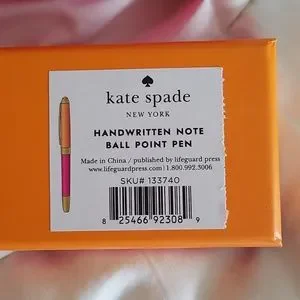 kate spade
NEW YORK
HANDWRITTEN NOTE
BALL POINT PEN
Made in China / published by lifeguard press
www.lifeguardpress.com | 1.800.992.3006
SKU# 133740
8 25466 92308 9